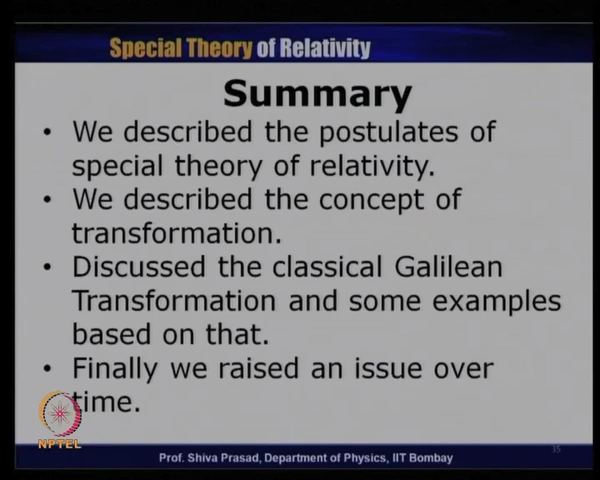 Special Theory of Relativity
Summary
• We described the postulates of
special theory of relativity.
• We described the concept of
transformation.
• Discussed the classical Galilean
Transformation and some examples
based on that.
• Finally we raised an issue over
time.
NPTEL
Prof. Shiva Prasad, Department of Physics, IIT Bombay
35